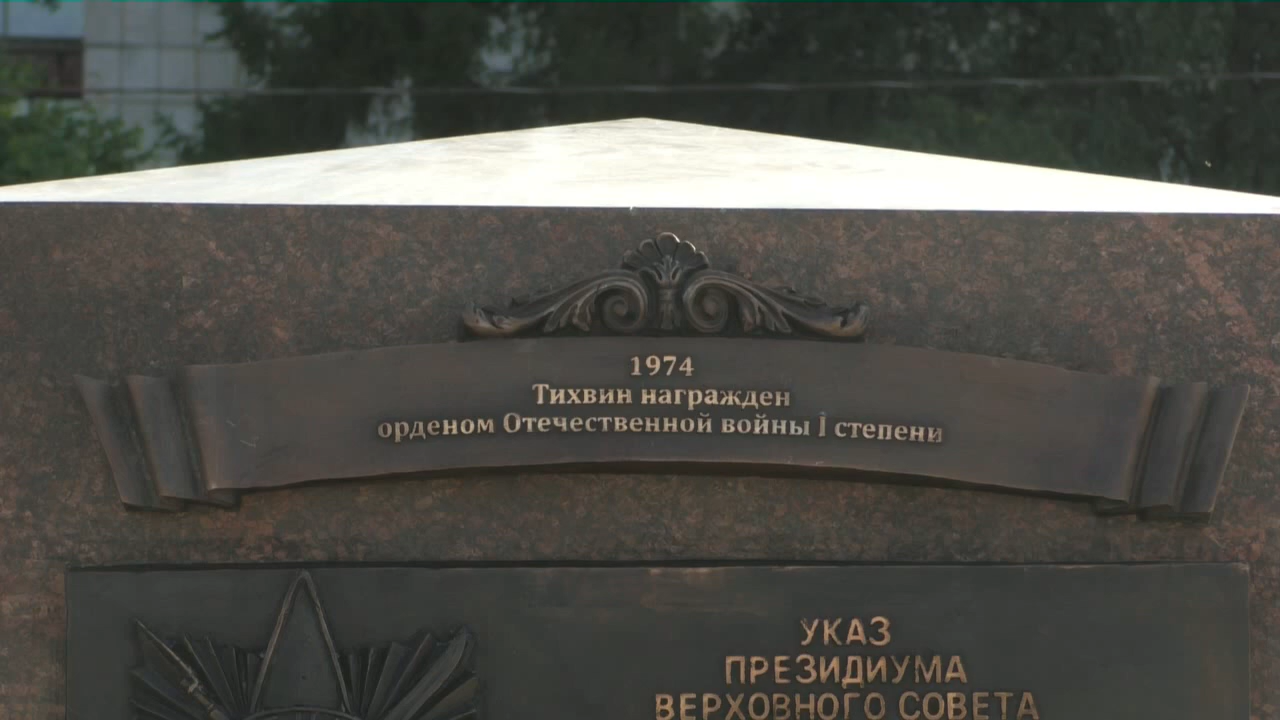 1974
Тихвин награжден
орденом Отечественной войны I степени
УКАЗ
ПРЕЗИДИУМА
ВЕРХОВНОГО СОВЕТА